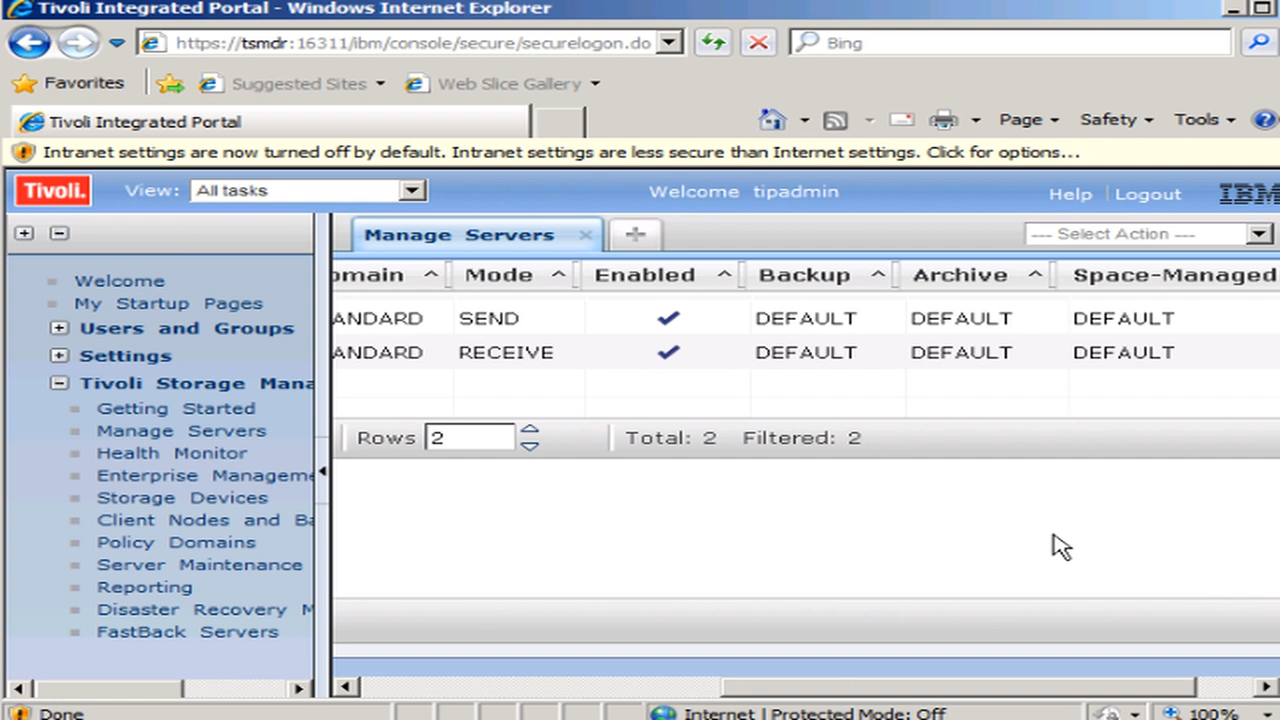 Tivoli Integrated Portal - Windows Internet Explorer
https://tsmdr:16311/ibm/console/secure/securelogon.do
Bing
Favorites
Suggested Sites
Web Slice Gallery
Tivoli Integrated Portal
Page
Safety
Tools
Intranet settings are now turned off by default. Intranet settings are less secure than Internet settings. Click for options...
Tivoli.
View:
All tasks
Welcome tipadmin
Help
Logout
IBM
Manage Servers
--- Select Action ---
omain Mode Enabled Backup Archive Space-Managed
ANDARD SEND DEFAULT DEFAULT DEFAULT
ANDARD RECEIVE DEFAULT DEFAULT DEFAULT
Rows 2 Total: 2 Filtered: 2
Welcome
My Startup Pages
Users and Groups
Settings
Tivoli Storage Mana
Getting Started
Manage Servers
Health Monitor
Enterprise Manageme
Storage Devices
Client Nodes and Ba
Policy Domains
Server Maintenance
Reporting
Disaster Recovery M
FastBack Servers
Done
Internet | Protected Mode: Off
100%